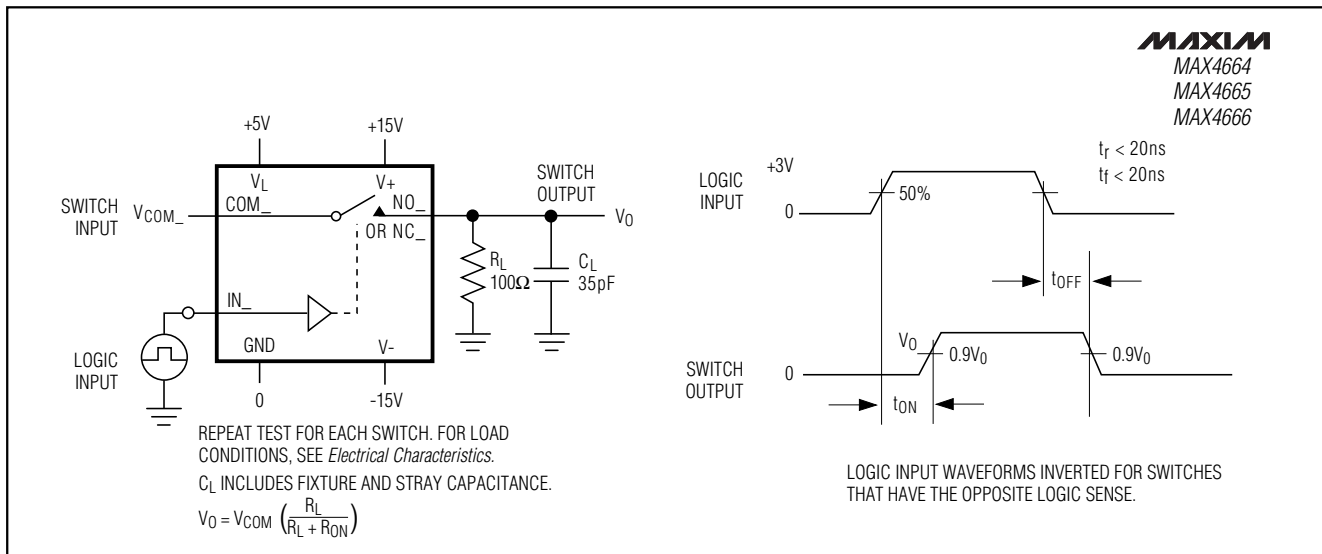 MAXIM
MAX4664
MAX4665
MAX4666
+5V
+15V
VL
V+
SWITCH INPUT
VCOM_
COM_
NO_
OR NC_
SWITCH OUTPUT
VO
RL
100Ω
CL
35pF
IN_
LOGIC INPUT
GND
V-
0
-15V
REPEAT TEST FOR EACH SWITCH. FOR LOAD
CONDITIONS, SEE Electrical Characteristics.
CL INCLUDES FIXTURE AND STRAY CAPACITANCE.
VO = VCOM (RL / RL + RON)
tr < 20ns
tf < 20ns
LOGIC INPUT
+3V
0
50%
tOFF
SWITCH OUTPUT
VO
0
0.9V0
0.9V0
tON
LOGIC INPUT WAVEFORMS INVERTED FOR SWITCHES
THAT HAVE THE OPPOSITE LOGIC SENSE.